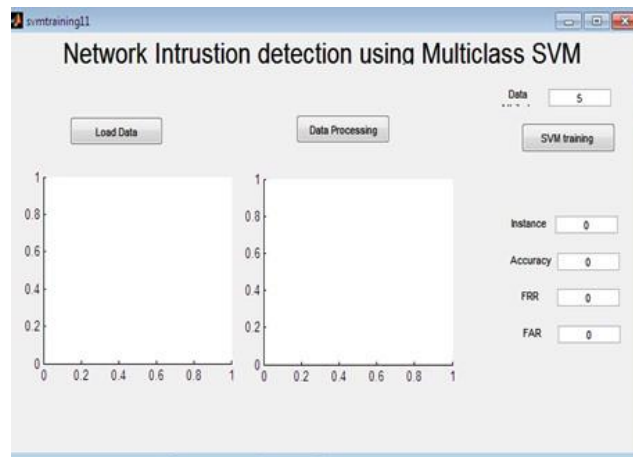 svmtraining11
Network Intrustion detection using Multiclass SVM
Data
5
Load Data
Data Processing
SVM training
1
0.8
0.6
0.4
0.2
0
0 0.2 0.4 0.6 0.8 1
1
0.8
0.6
0.4
0.2
0
0 0.2 0.4 0.6 0.8 1
Instance 0
Accuracy 0
FRR 0
FAR 0